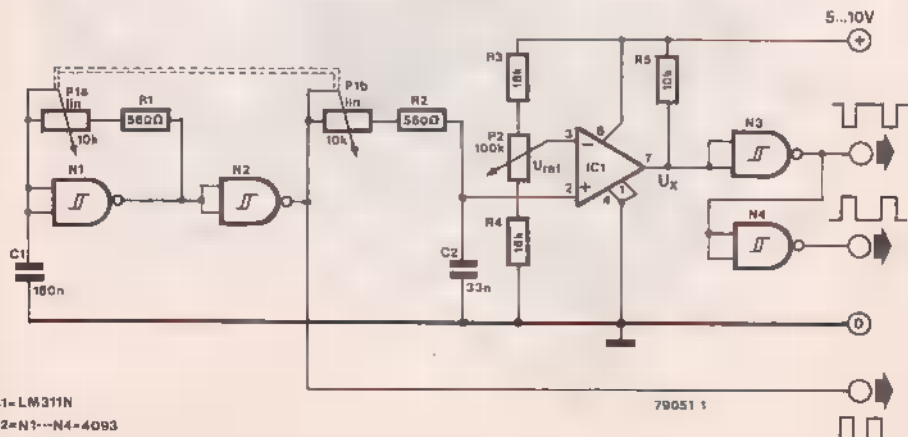 5...10V
+
R3
18k
R5
10k
P1a
lin
10k
R1
560Ω
P1b
lin
10k
R2
560Ω
P2
100k
Uref
3
8
IC1
7
2
4
1
Ux
N1
N2
N3
N4
R4
18k
C1
180n
C2
33n
0
79051 1
1=LM311N
2=N1...N4=4093